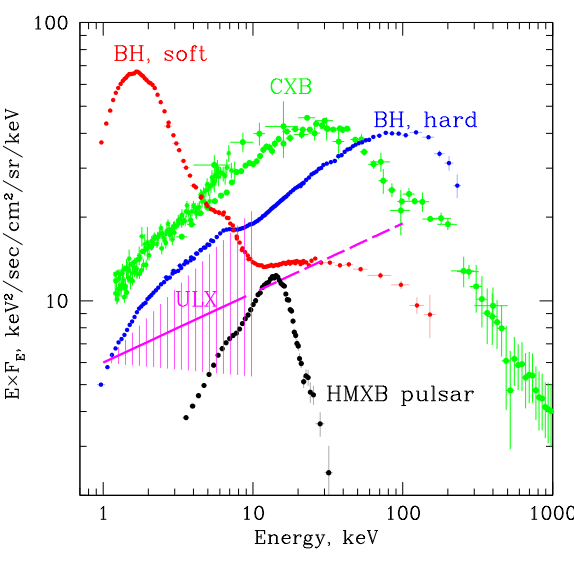 100
BH, soft
CXB
BH, hard
E×F_E, keV²/sec/cm²/sr/keV
10
ULX
HMXB pulsar
1 10 100 1000
Energy, keV